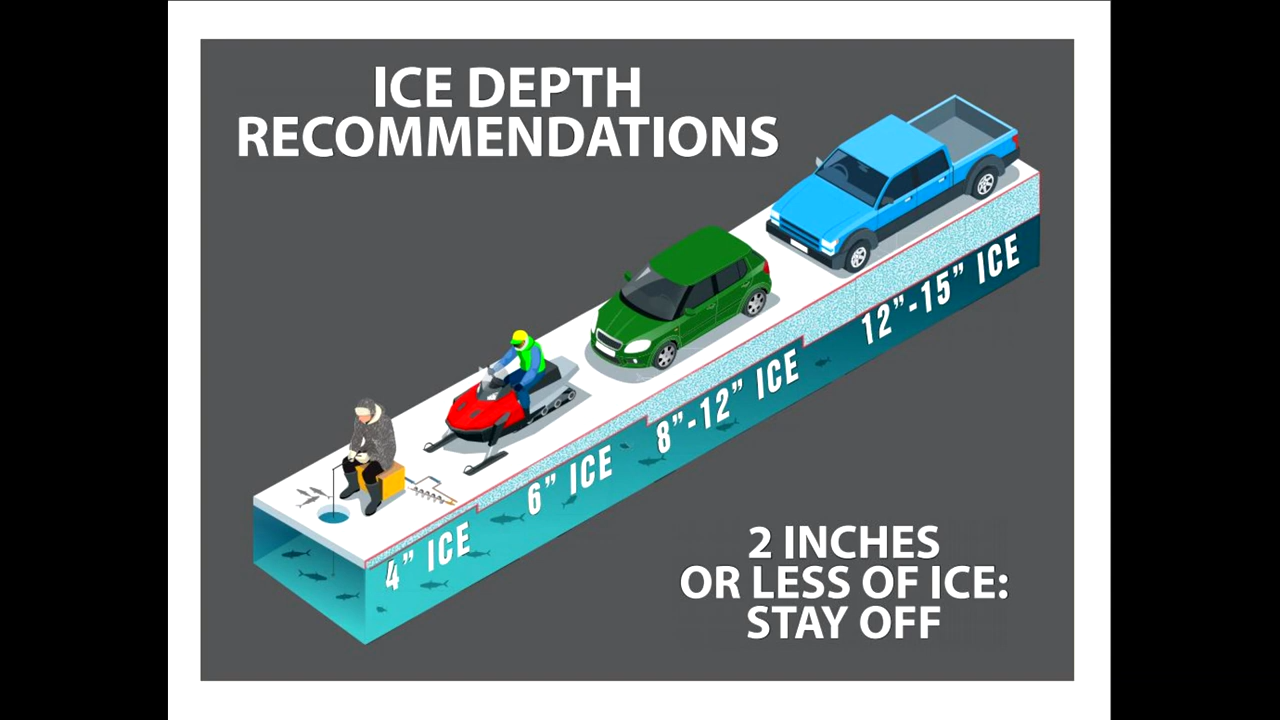 ICE DEPTH
RECOMMENDATIONS
4” ICE
6” ICE
8”-12” ICE
12”-15” ICE
2 INCHES
OR LESS OF ICE:
STAY OFF